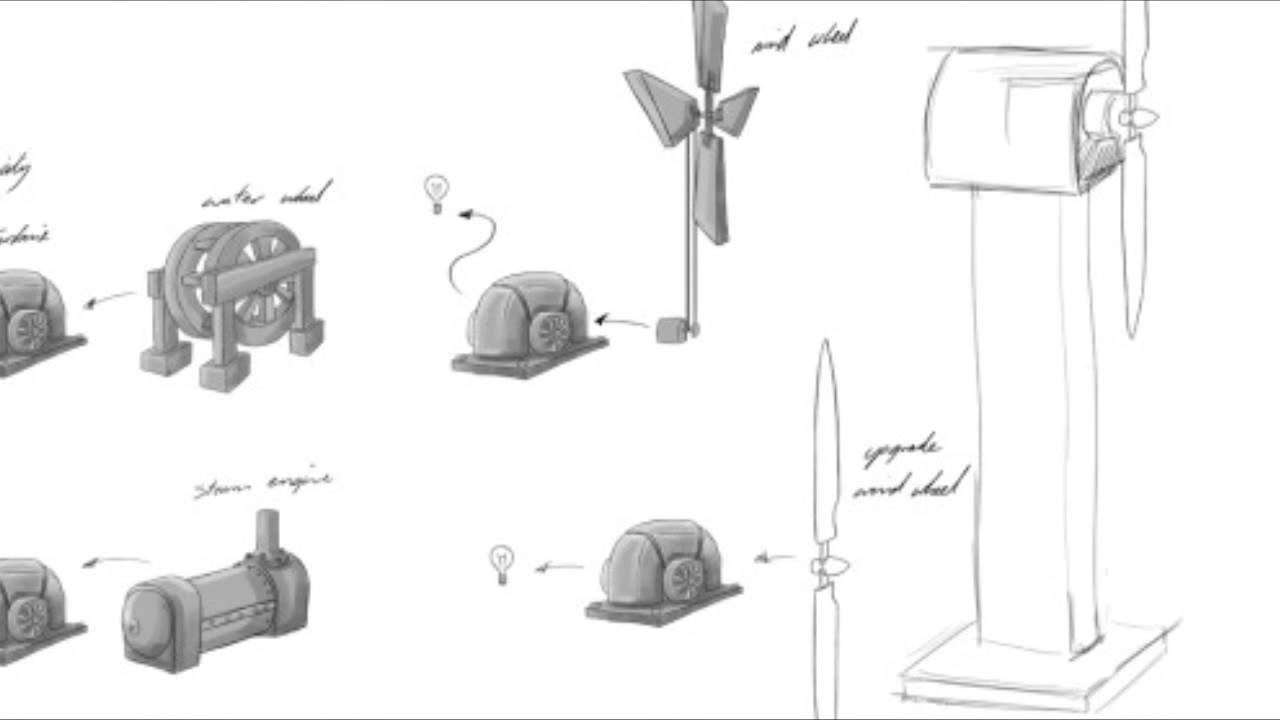 water wheel
wind wheel
steam engine
upgrade
wind wheel